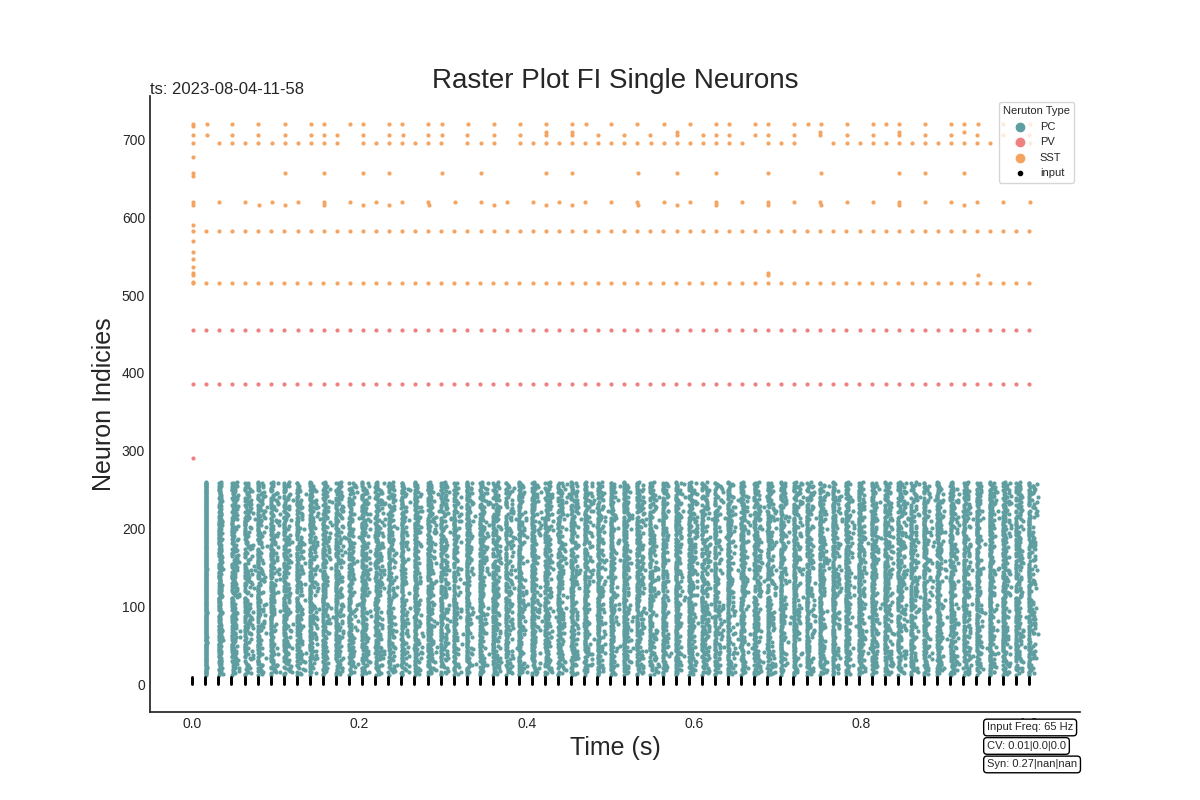 Raster Plot FI Single Neurons
ts: 2023-08-04-11-58
Neruton Type
PC
PV
SST
input
Neuron Indicies
700
600
500
400
300
200
100
0
0.0
0.2
0.4
0.6
0.8
Time (s)
Input Freq: 65 Hz
CV: 0.01|0.0|0.0
Syn: 0.27|nan|nan